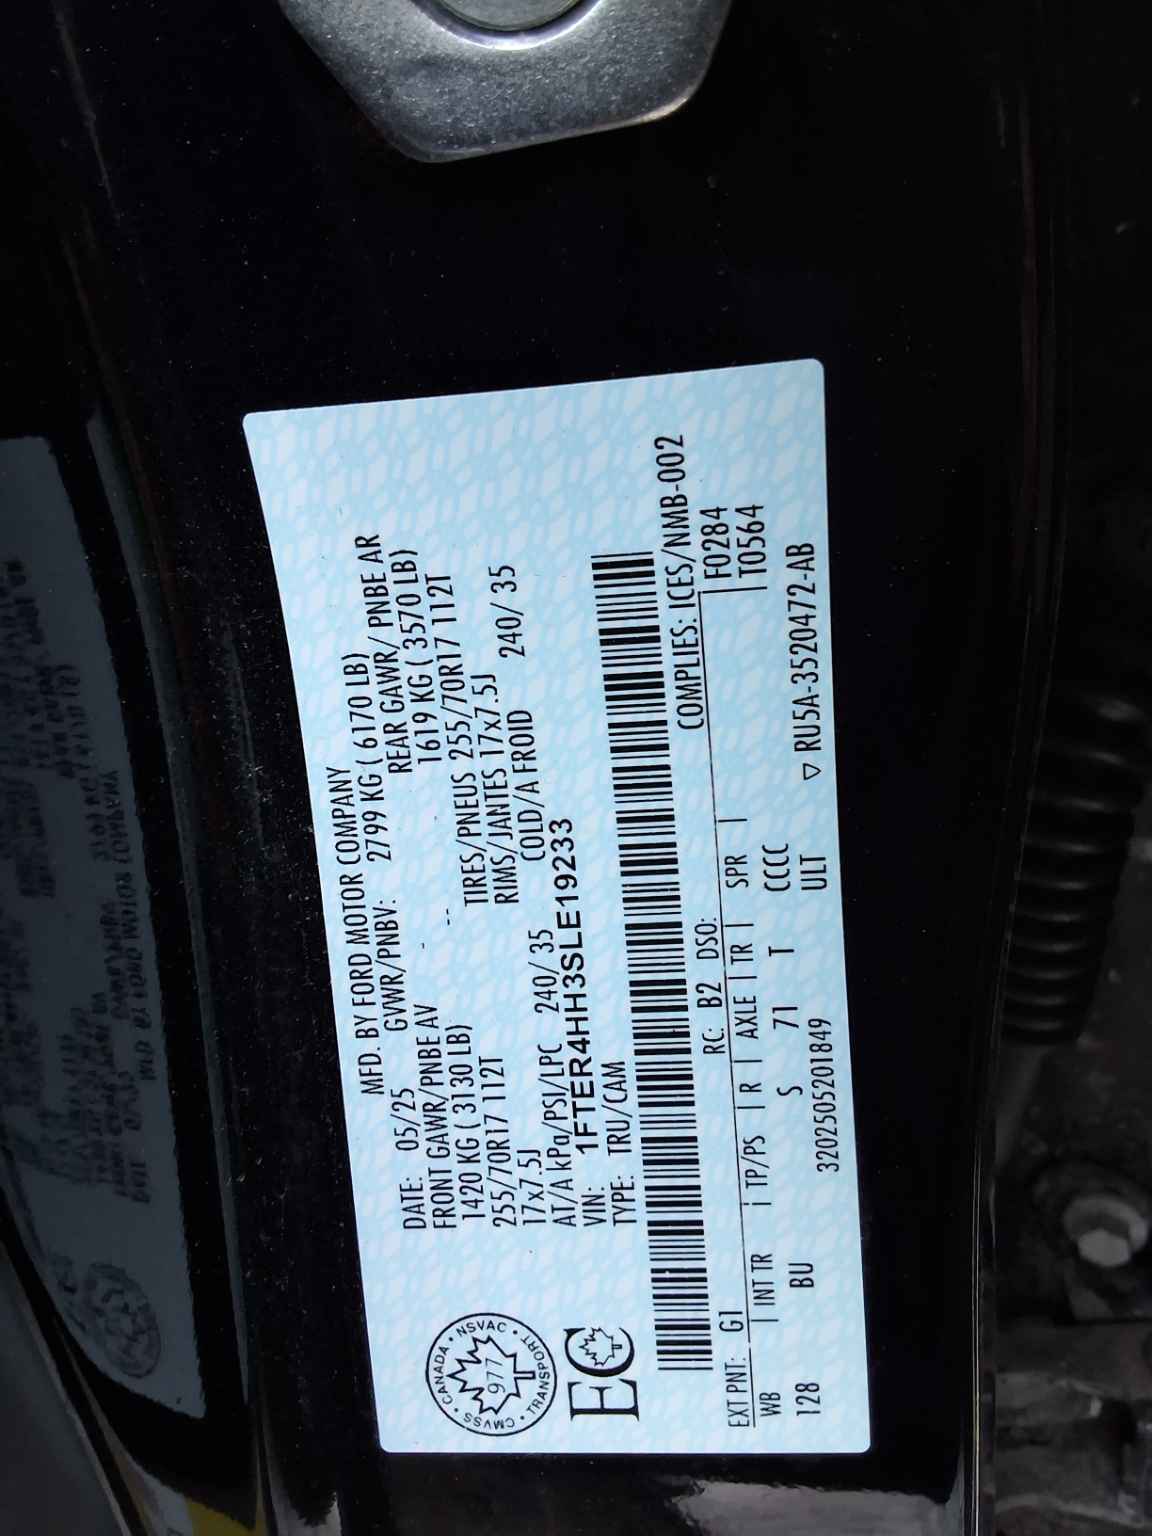 MFD. BY FORD MOTOR COMPANY
DATE: 05/25 GVWR/PNBV: 2799 KG ( 6170 LB)
FRONT GAWR/PNBE AV REAR GAWR/ PNBE AR
1420 KG ( 3130 LB) 1619 KG ( 3570 LB)
255/70R17 112T TIRES/PNEUS 255/70R17 112T
17x7.5J RIMS/JANTES 17x7.5J
AT/A kPa/PSI/LPC 240/ 35 COLD/A FROID 240/ 35
VIN: 1FTER4HH3SLE19233
TYPE: TRU/CAM
CANADA • NSVAC • TRANSPORT • CMVSS •
977
EC
COMPLIES: ICES/NMB-002
EXT PNT: G1 RC: B2 DSO: F0284
WB | INT TR | TP/PS | R | AXLE | TR | SPR | T0564
128 BU S 71 T CCCC
3202505201849 ULT ▽ RU5A-3520472-AB